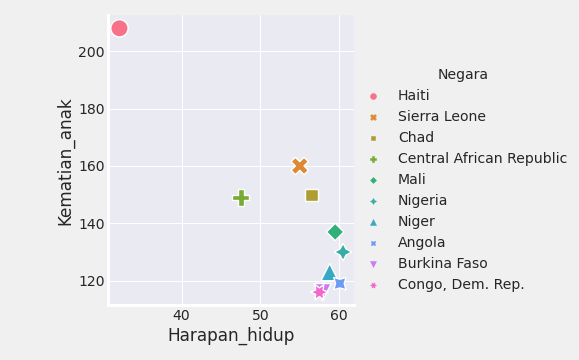 200
180
160
140
120
Kematian_anak
40
50
60
Harapan_hidup
Negara
Haiti
Sierra Leone
Chad
Central African Republic
Mali
Nigeria
Niger
Angola
Burkina Faso
Congo, Dem. Rep.